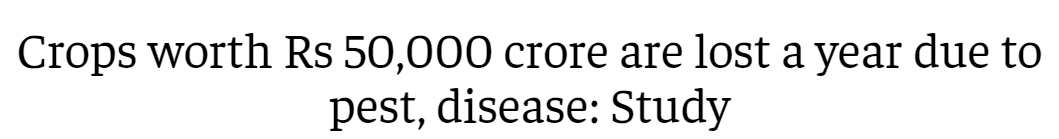 Crops worth Rs 50,000 crore are lost a year due to
pest, disease: Study